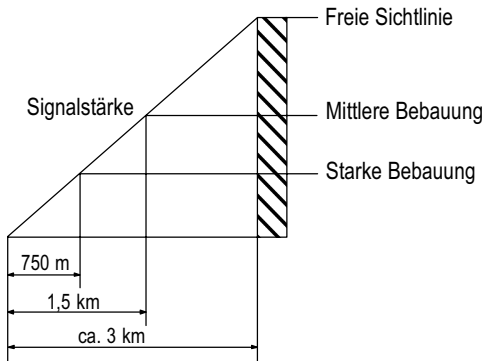 Freie Sichtlinie
Signalstärke
Mittlere Bebauung
Starke Bebauung
750 m
1,5 km
ca. 3 km